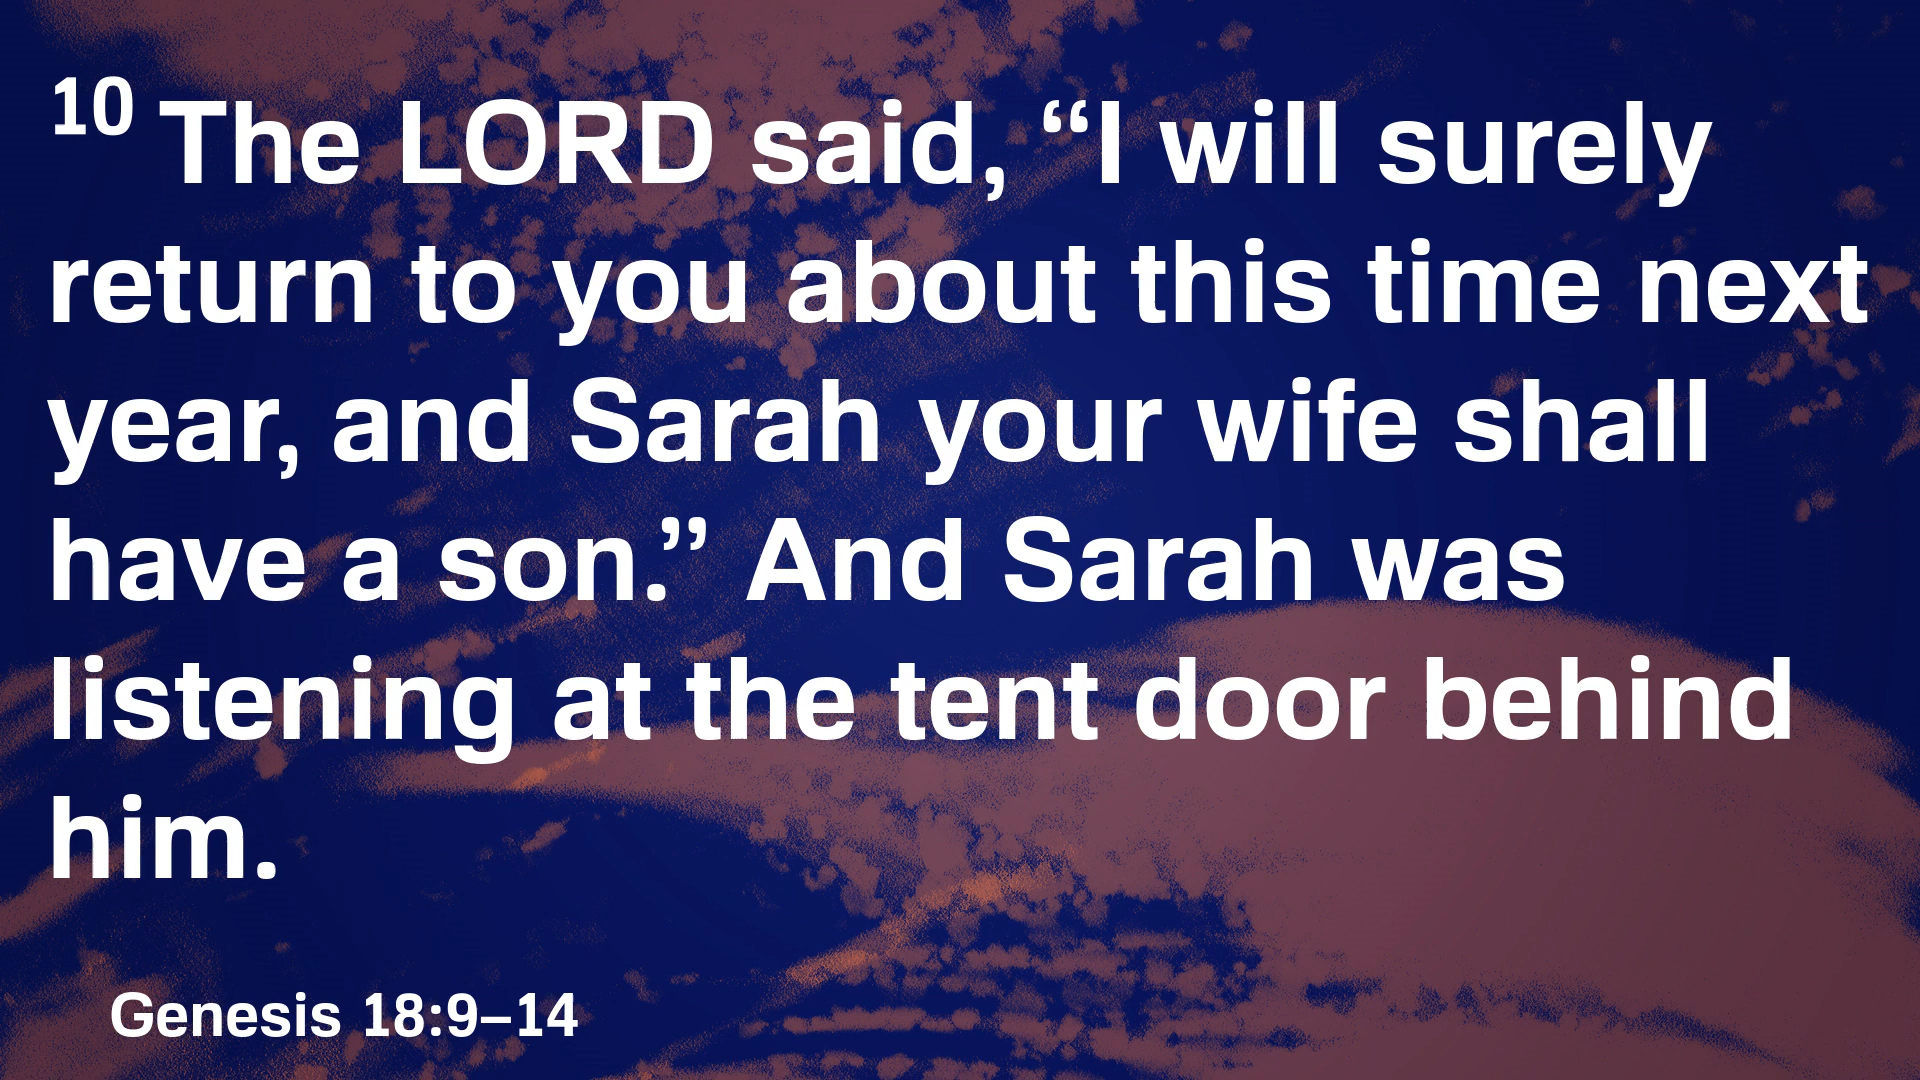 10 The LORD said, “I will surely
return to you about this time next
year, and Sarah your wife shall
have a son.” And Sarah was
listening at the tent door behind
him.
Genesis 18:9–14